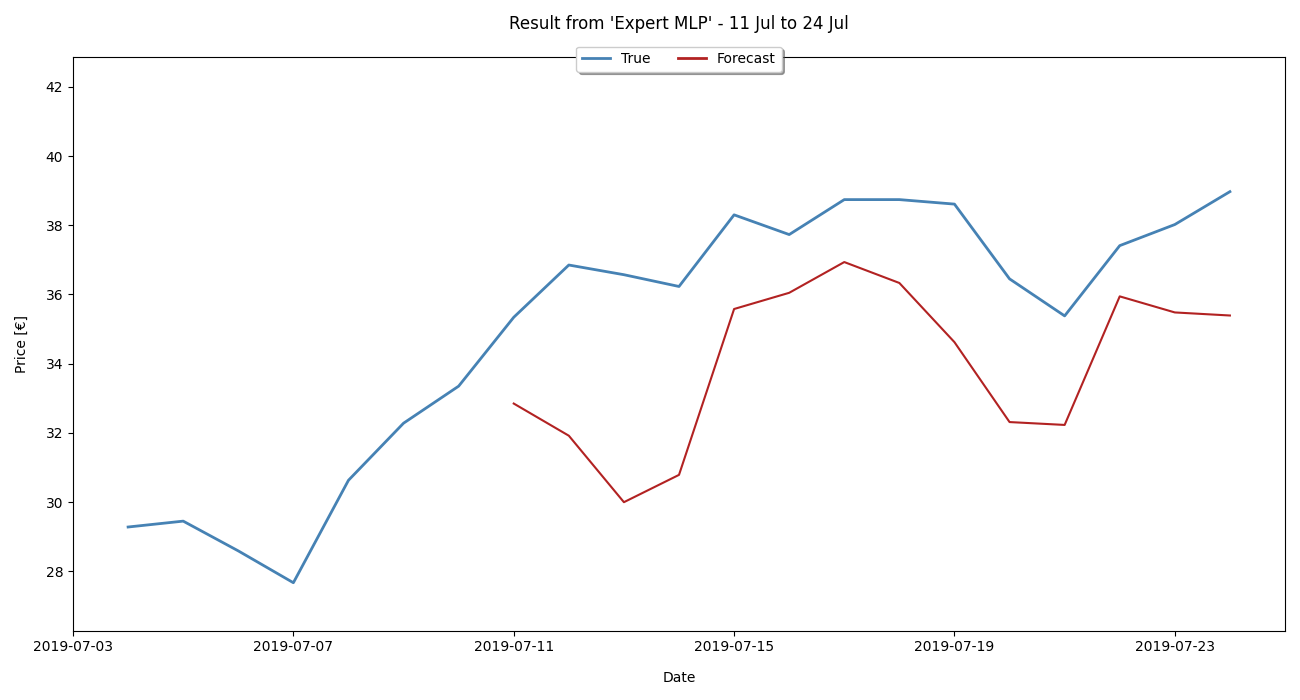 Result from 'Expert MLP' - 11 Jul to 24 Jul
True Forecast
42
40
38
36
34
32
30
28
Price [€]
2019-07-03 2019-07-07 2019-07-11 2019-07-15 2019-07-19 2019-07-23
Date